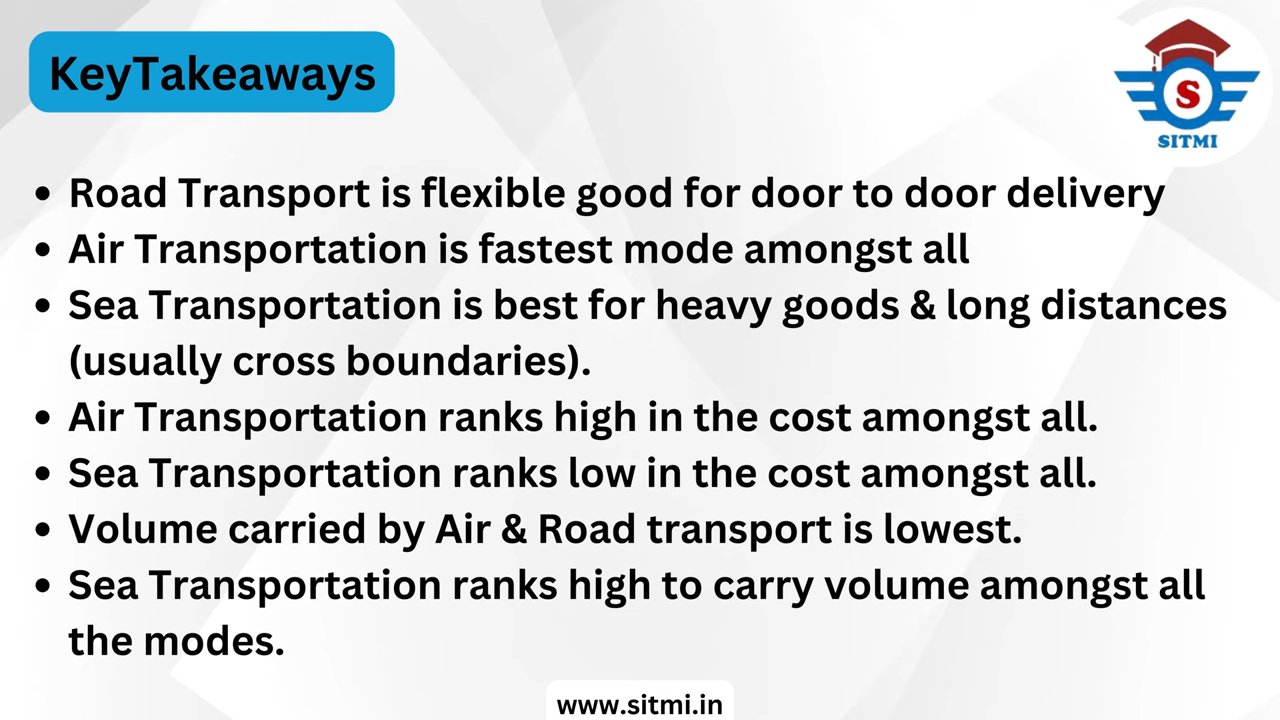 KeyTakeaways
S
SITMI
• Road Transport is flexible good for door to door delivery
• Air Transportation is fastest mode amongst all
• Sea Transportation is best for heavy goods & long distances
(usually cross boundaries).
• Air Transportation ranks high in the cost amongst all.
• Sea Transportation ranks low in the cost amongst all.
• Volume carried by Air & Road transport is lowest.
• Sea Transportation ranks high to carry volume amongst all
the modes.
www.sitmi.in